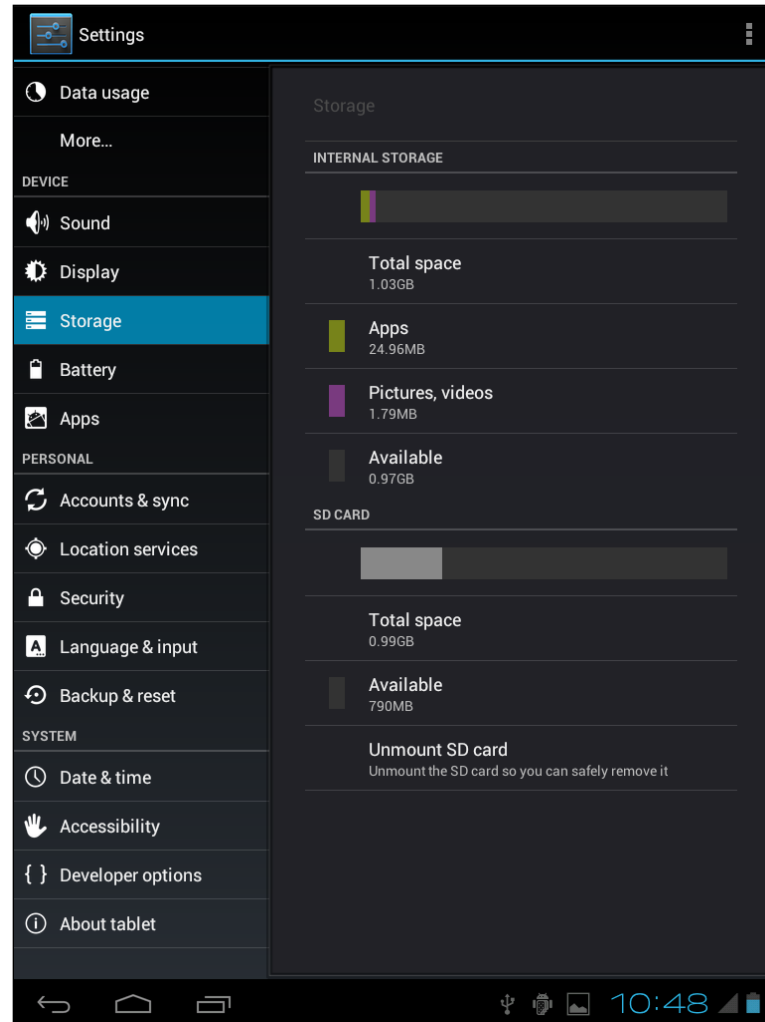 Settings
Data usage
More...
DEVICE
Sound
Display
Storage
Battery
Apps
PERSONAL
Accounts & sync
Location services
Security
Language & input
Backup & reset
SYSTEM
Date & time
Accessibility
{ } Developer options
About tablet
Storage
INTERNAL STORAGE
Total space
1.03GB
Apps
24.96MB
Pictures, videos
1.79MB
Available
0.97GB
SD CARD
Total space
0.99GB
Available
790MB
Unmount SD card
Unmount the SD card so you can safely remove it
10:48